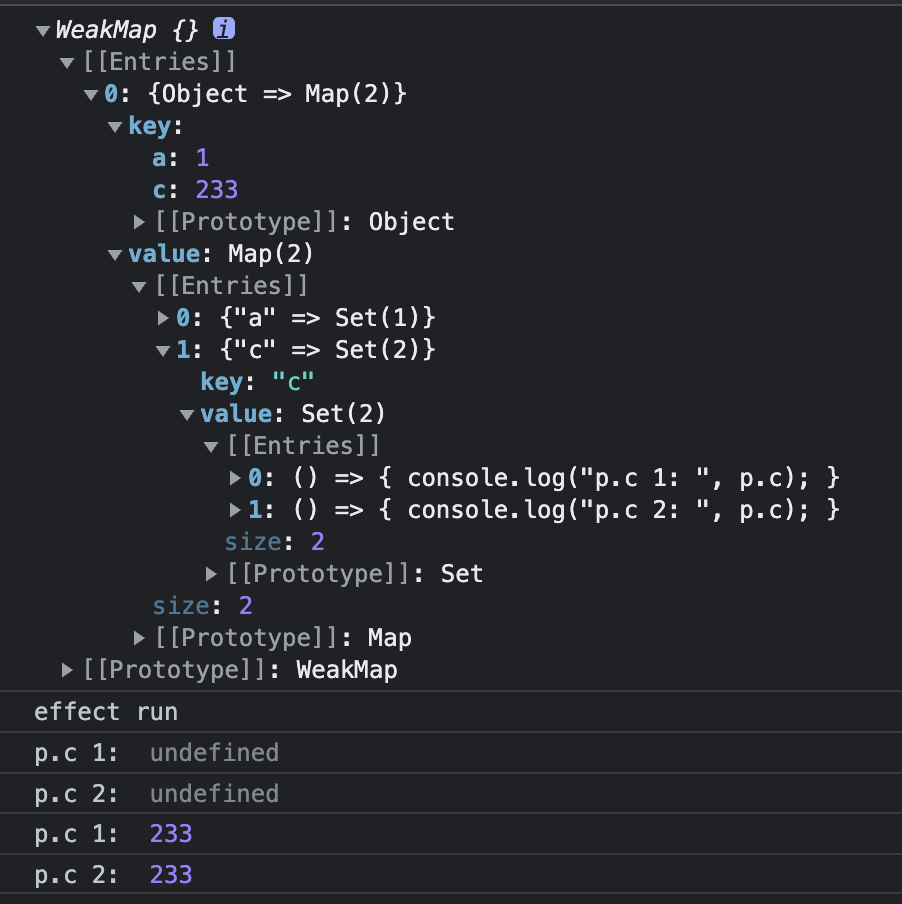 WeakMap {} i
[[Entries]]
0: {Object => Map(2)}
key:
a: 1
c: 233
[[Prototype]]: Object
value: Map(2)
[[Entries]]
0: {"a" => Set(1)}
1: {"c" => Set(2)}
key: "c"
value: Set(2)
[[Entries]]
0: () => { console.log("p.c 1: ", p.c); }
1: () => { console.log("p.c 2: ", p.c); }
size: 2
[[Prototype]]: Set
size: 2
[[Prototype]]: Map
[[Prototype]]: WeakMap
effect run
p.c 1: undefined
p.c 2: undefined
p.c 1: 233
p.c 2: 233